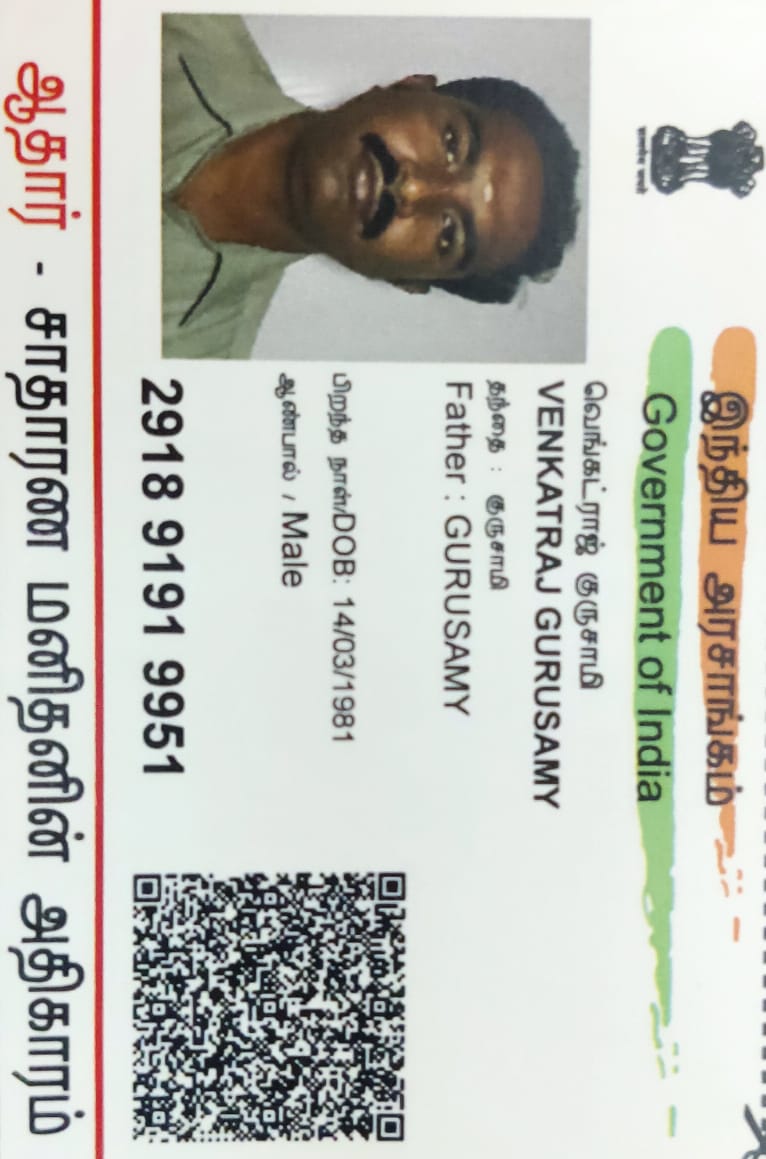 இந்திய அரசாங்கம்
Government of India
வெங்கட்ராஜ் குருசாமி
VENKATRAJ GURUSAMY
தந்தை : குருசாமி
Father : GURUSAMY
பிறந்த நாள்/DOB: 14/03/1981
ஆண்பால் / Male
2918 9191 9951
ஆதார் - சாதாரண மனிதனின் அதிகாரம்